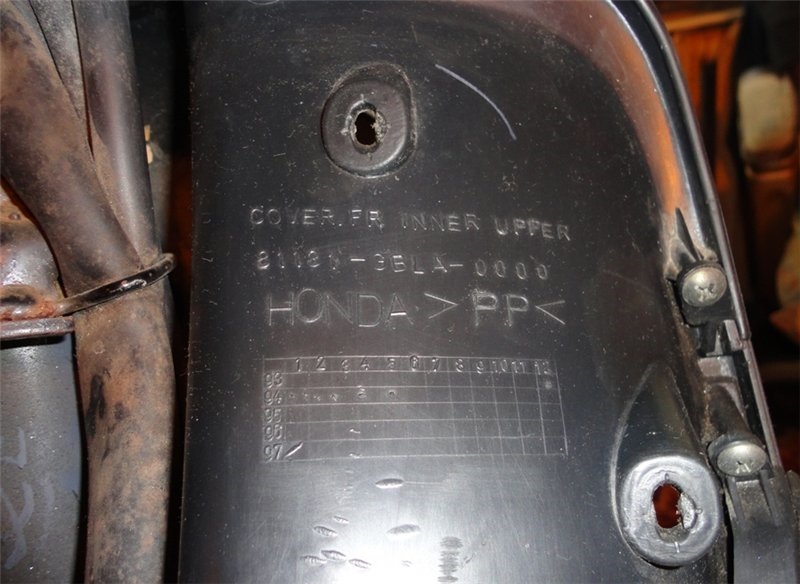 COVER, FR INNER UPPER
81131-GBLA-0000
HONDA >PP<
1 2 3 4 5 6 7 8 9 10 11 12
93
94
95
96
97